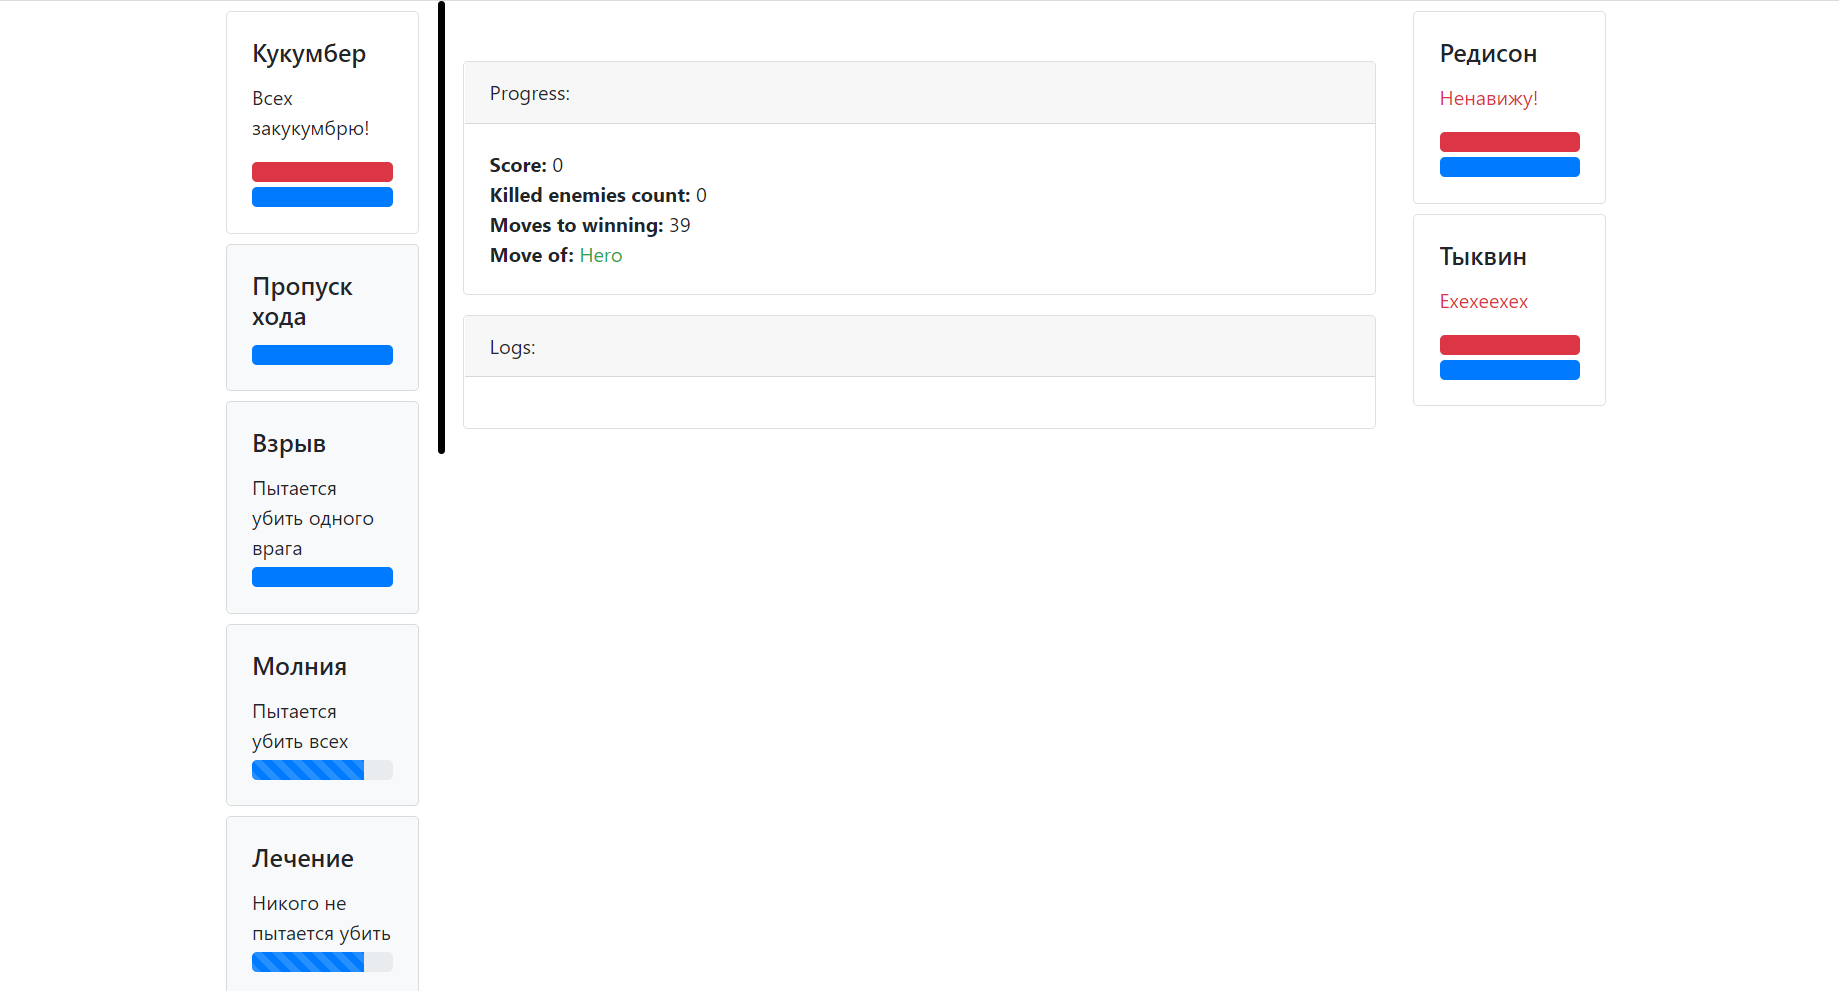 Кукумбер
Всех
закукумбрю!
Пропуск
хода
Взрыв
Пытается
убить одного
врага
Молния
Пытается
убить всех
Лечение
Никого не
пытается убить
Progress:
Score: 0
Killed enemies count: 0
Moves to winning: 39
Move of: Hero
Logs:
Редисон
Ненавижу!
Тыквин
Ехехеехех